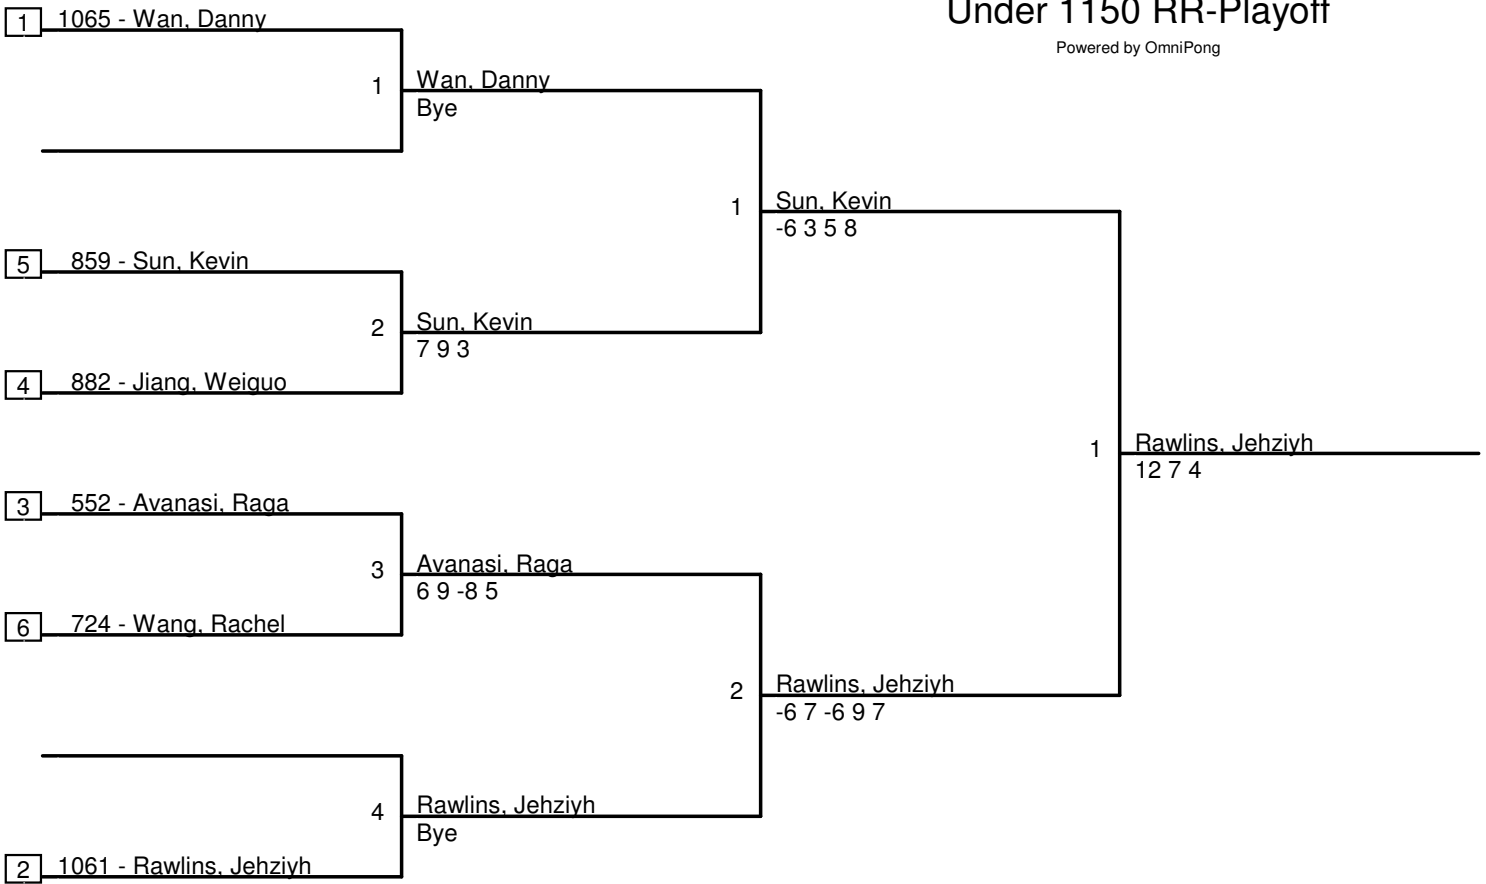 Under 1150 RR-Playoff
Powered by OmniPong
1 1065 - Wan, Danny
1 Wan, Danny
Bye
1 Sun, Kevin
-6 3 5 8
5 859 - Sun, Kevin
2 Sun, Kevin
7 9 3
4 882 - Jiang, Weiguo
1 Rawlins, Jehziyh
12 7 4
3 552 - Avanasi, Raga
3 Avanasi, Raga
6 9 -8 5
6 724 - Wang, Rachel
2 Rawlins, Jehziyh
-6 7 -6 9 7
4 Rawlins, Jehziyh
Bye
2 1061 - Rawlins, Jehziyh